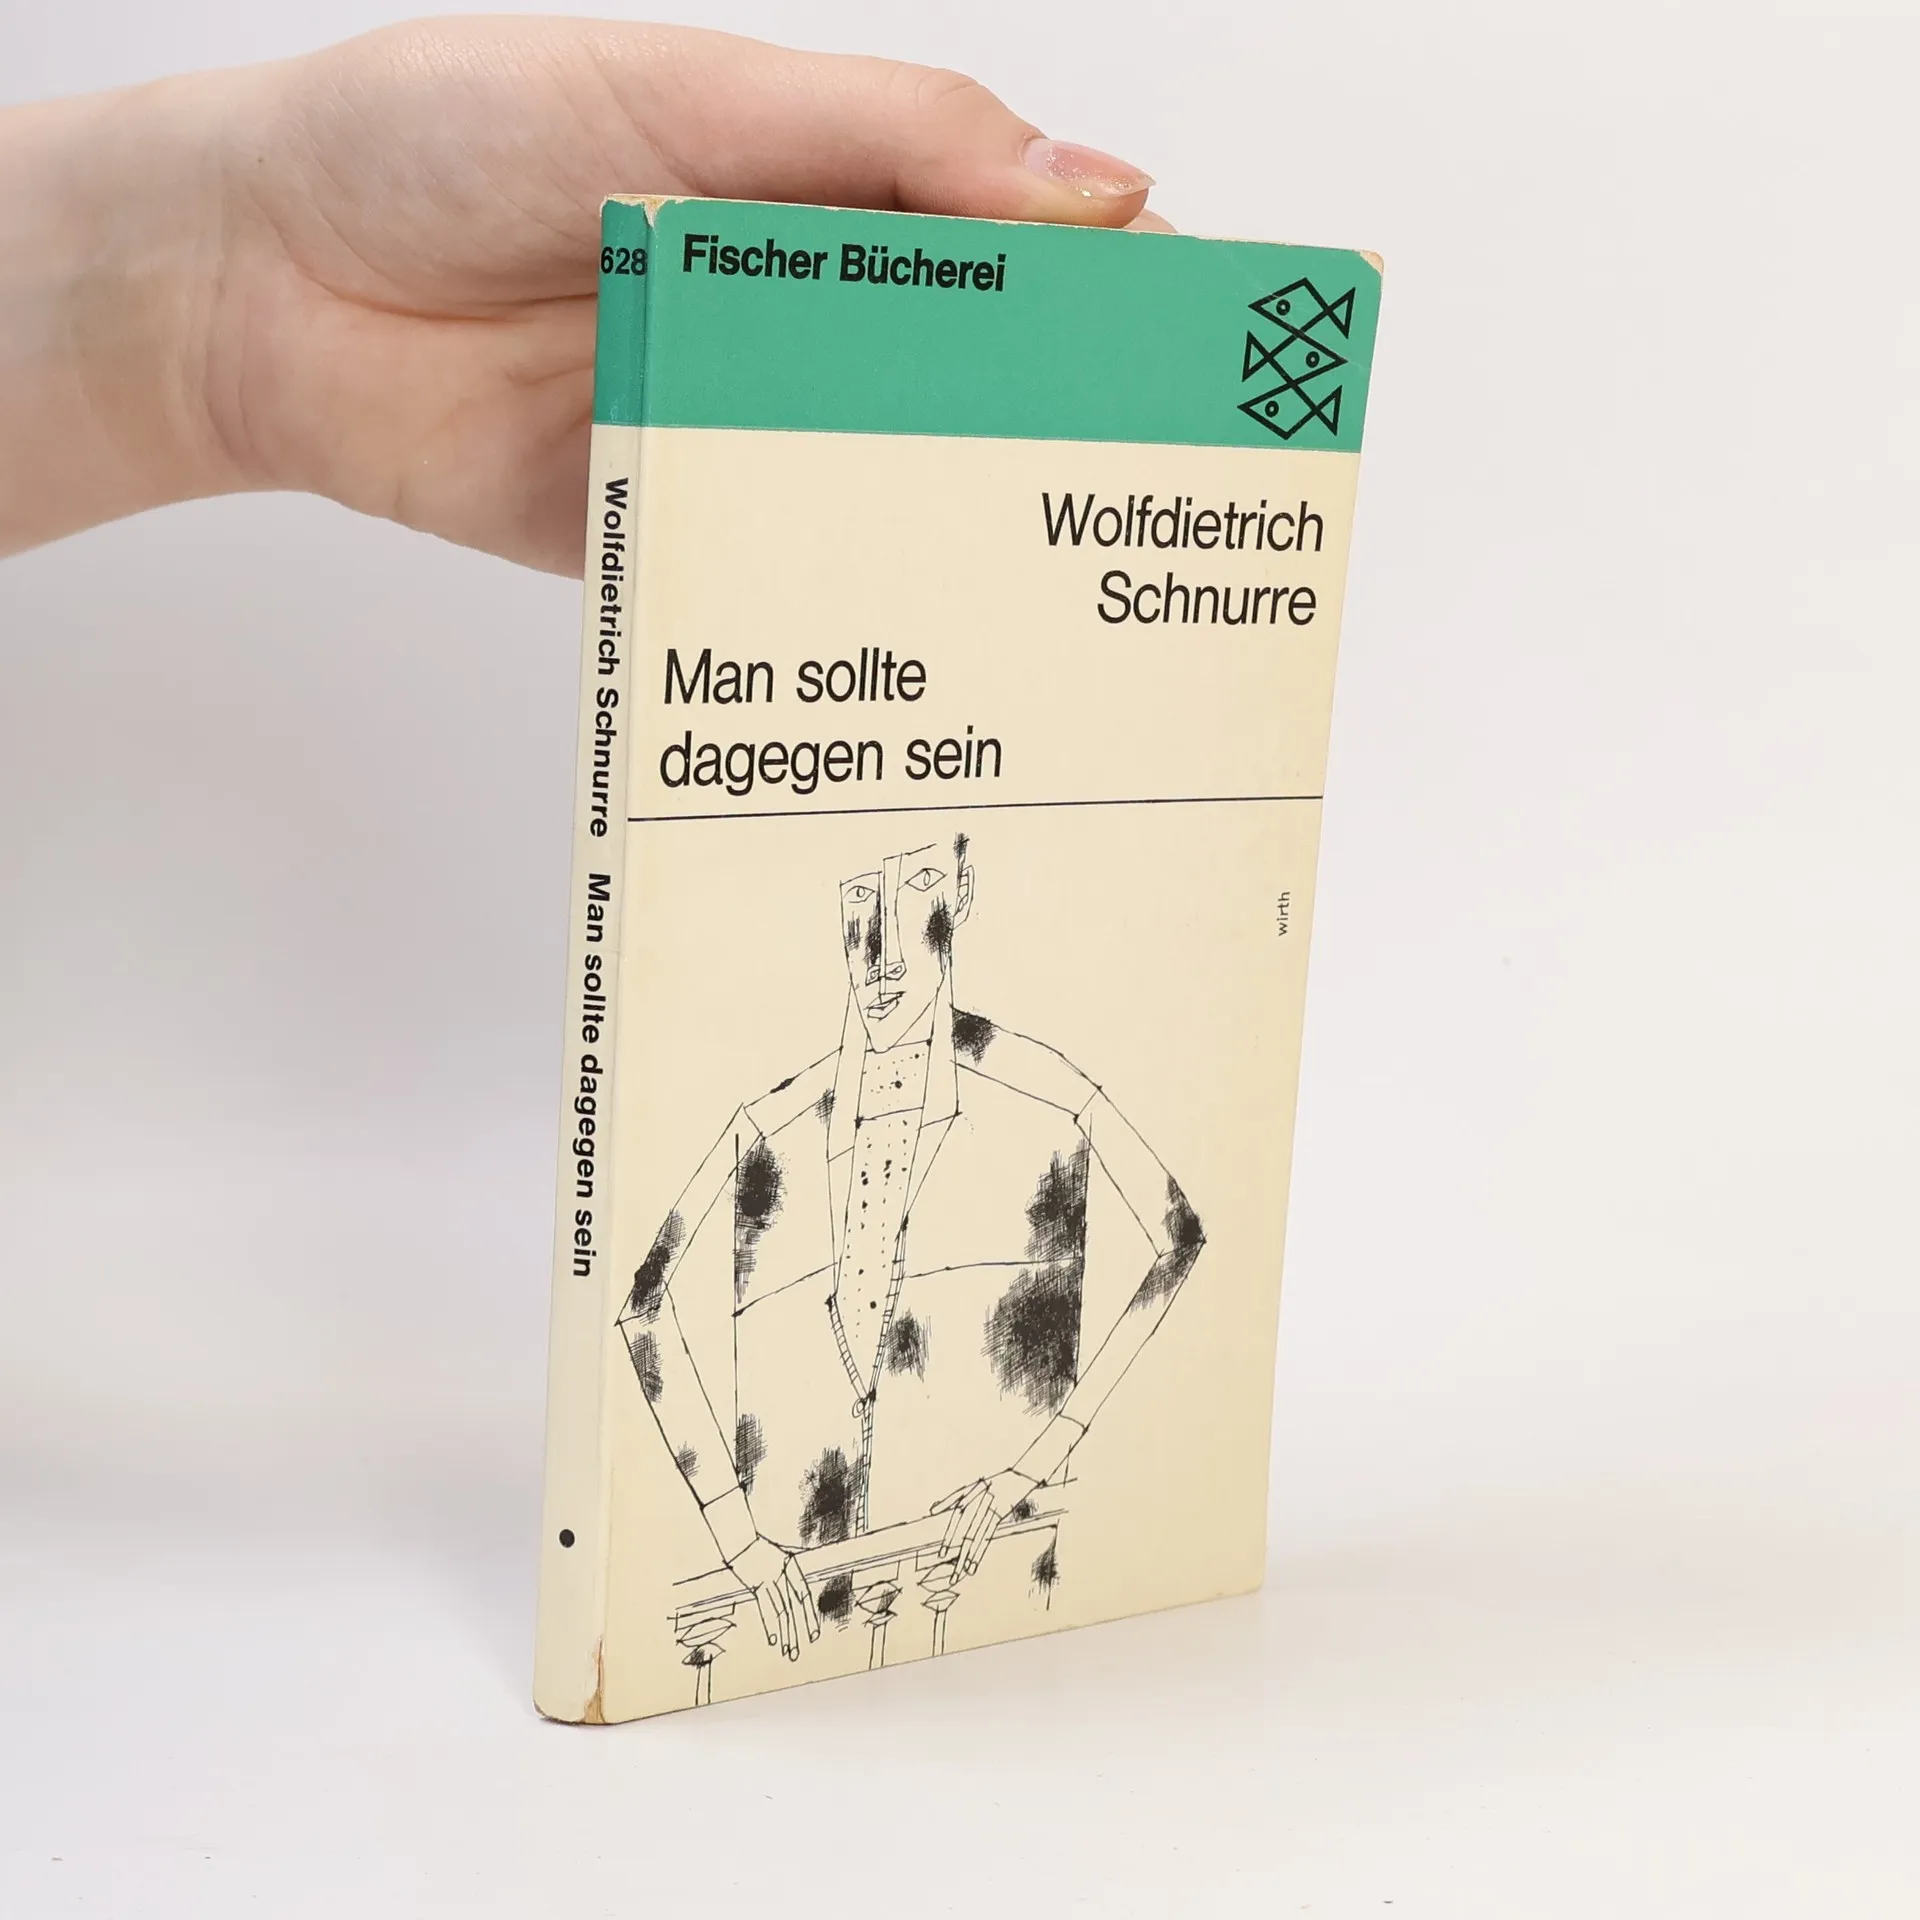 628
Fischer Bücherei
Wolfdietrich
Schnurre
Man sollte
dagegen sein
wirth
Wolfdietrich Schnurre Man sollte dagegen sein